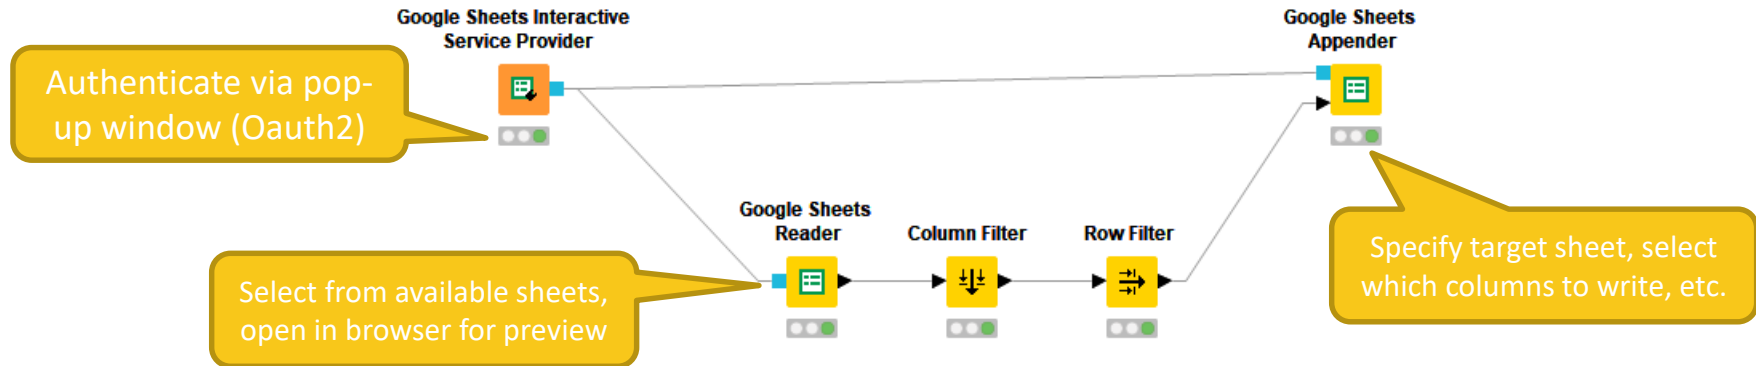 Google Sheets Interactive
Service Provider
Google Sheets
Appender
Authenticate via pop-
up window (Oauth2)
Google Sheets
Reader
Column Filter
Row Filter
Select from available sheets,
open in browser for preview
Specify target sheet, select
which columns to write, etc.